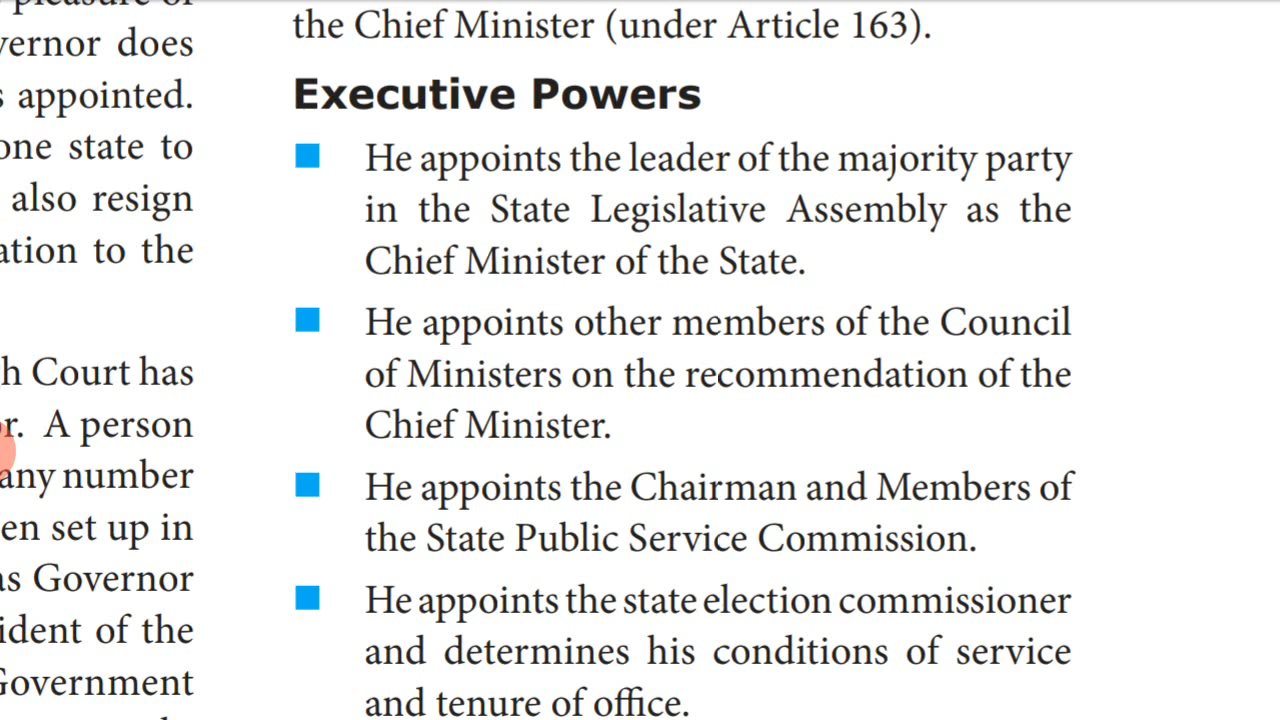 vernor does
s appointed.
one state to
also resign
ation to the
h Court has
r. A person
any number
en set up in
as Governor
ident of the
Government
the Chief Minister (under Article 163).
Executive Powers
He appoints the leader of the majority party
in the State Legislative Assembly as the
Chief Minister of the State.
He appoints other members of the Council
of Ministers on the recommendation of the
Chief Minister.
He appoints the Chairman and Members of
the State Public Service Commission.
He appoints the state election commissioner
and determines his conditions of service
and tenure of office.